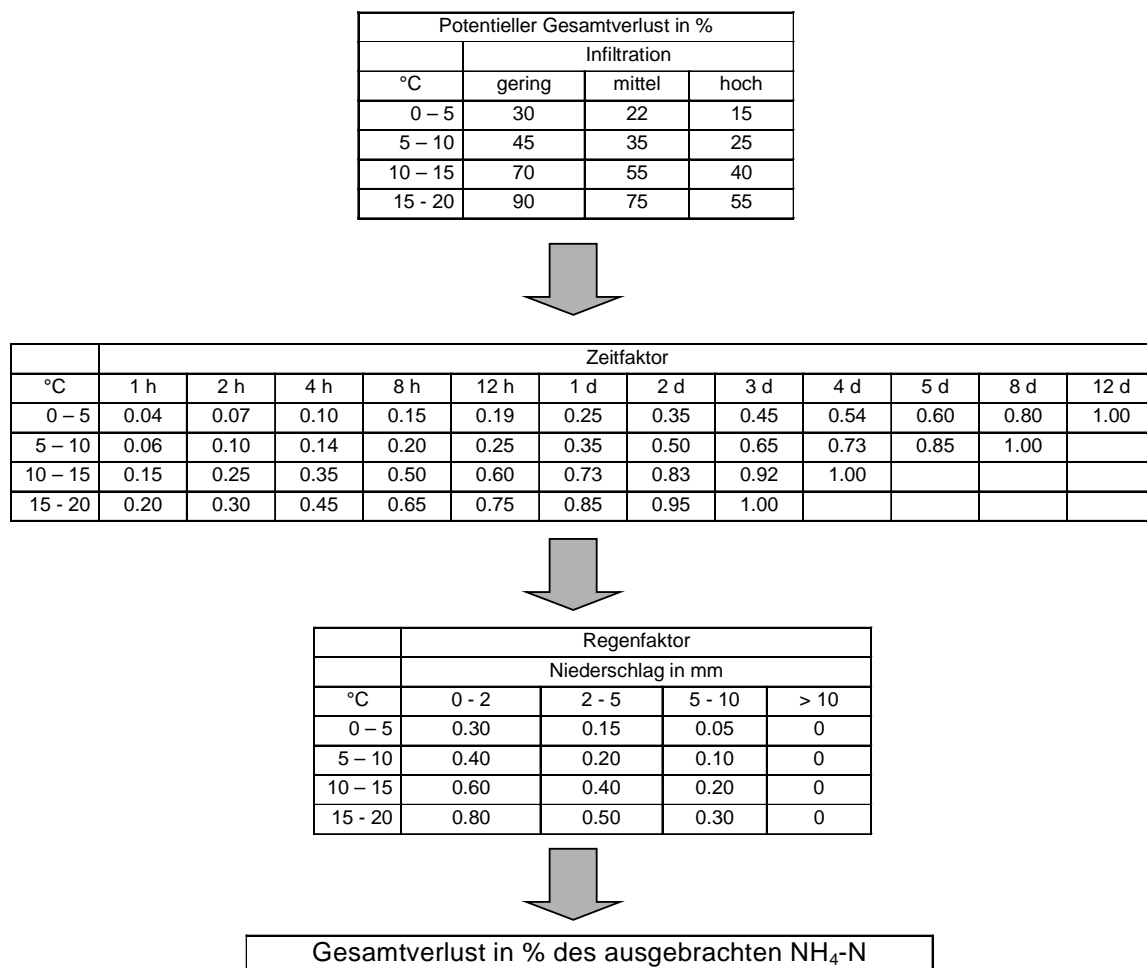 Potentieller Gesamtverlust in %
Infiltration
°C gering mittel hoch
0 – 5 30 22 15
5 – 10 45 35 25
10 – 15 70 55 40
15 - 20 90 75 55
Zeitfaktor
°C 1 h 2 h 4 h 8 h 12 h 1 d 2 d 3 d 4 d 5 d 8 d 12 d
0 – 5 0.04 0.07 0.10 0.15 0.19 0.25 0.35 0.45 0.54 0.60 0.80 1.00
5 – 10 0.06 0.10 0.14 0.20 0.25 0.35 0.50 0.65 0.73 0.85 1.00
10 – 15 0.15 0.25 0.35 0.50 0.60 0.73 0.83 0.92 1.00
15 - 20 0.20 0.30 0.45 0.65 0.75 0.85 0.95 1.00
Regenfaktor
Niederschlag in mm
°C 0 - 2 2 - 5 5 - 10 > 10
0 – 5 0.30 0.15 0.05 0
5 – 10 0.40 0.20 0.10 0
10 – 15 0.60 0.40 0.20 0
15 - 20 0.80 0.50 0.30 0
Gesamtverlust in % des ausgebrachten NH₄-N